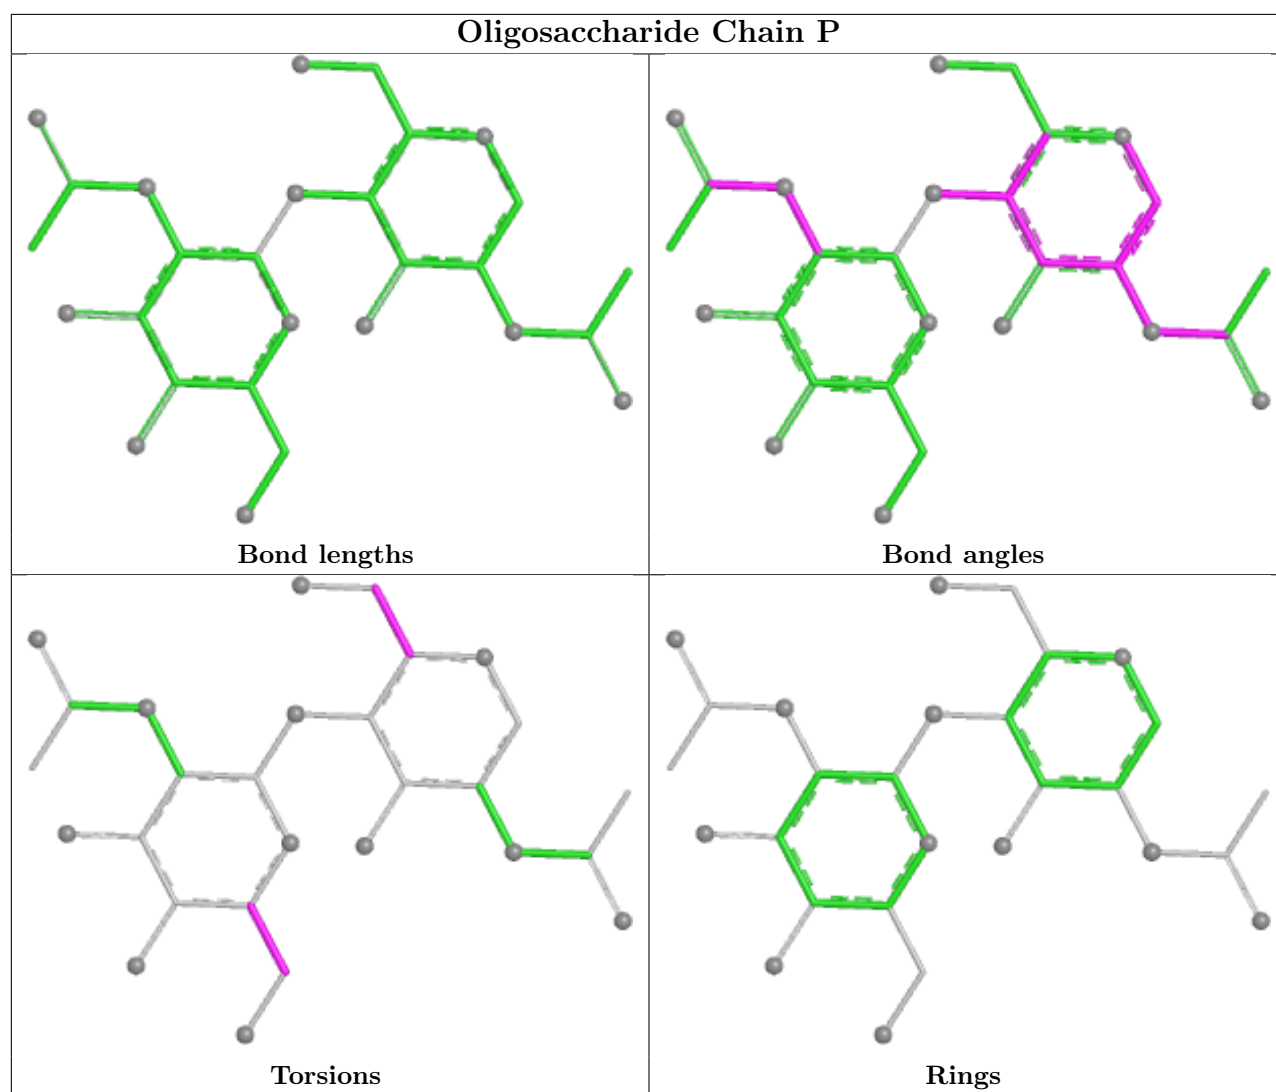 Oligosaccharide Chain P
Bond lengths
Bond angles
Torsions
Rings